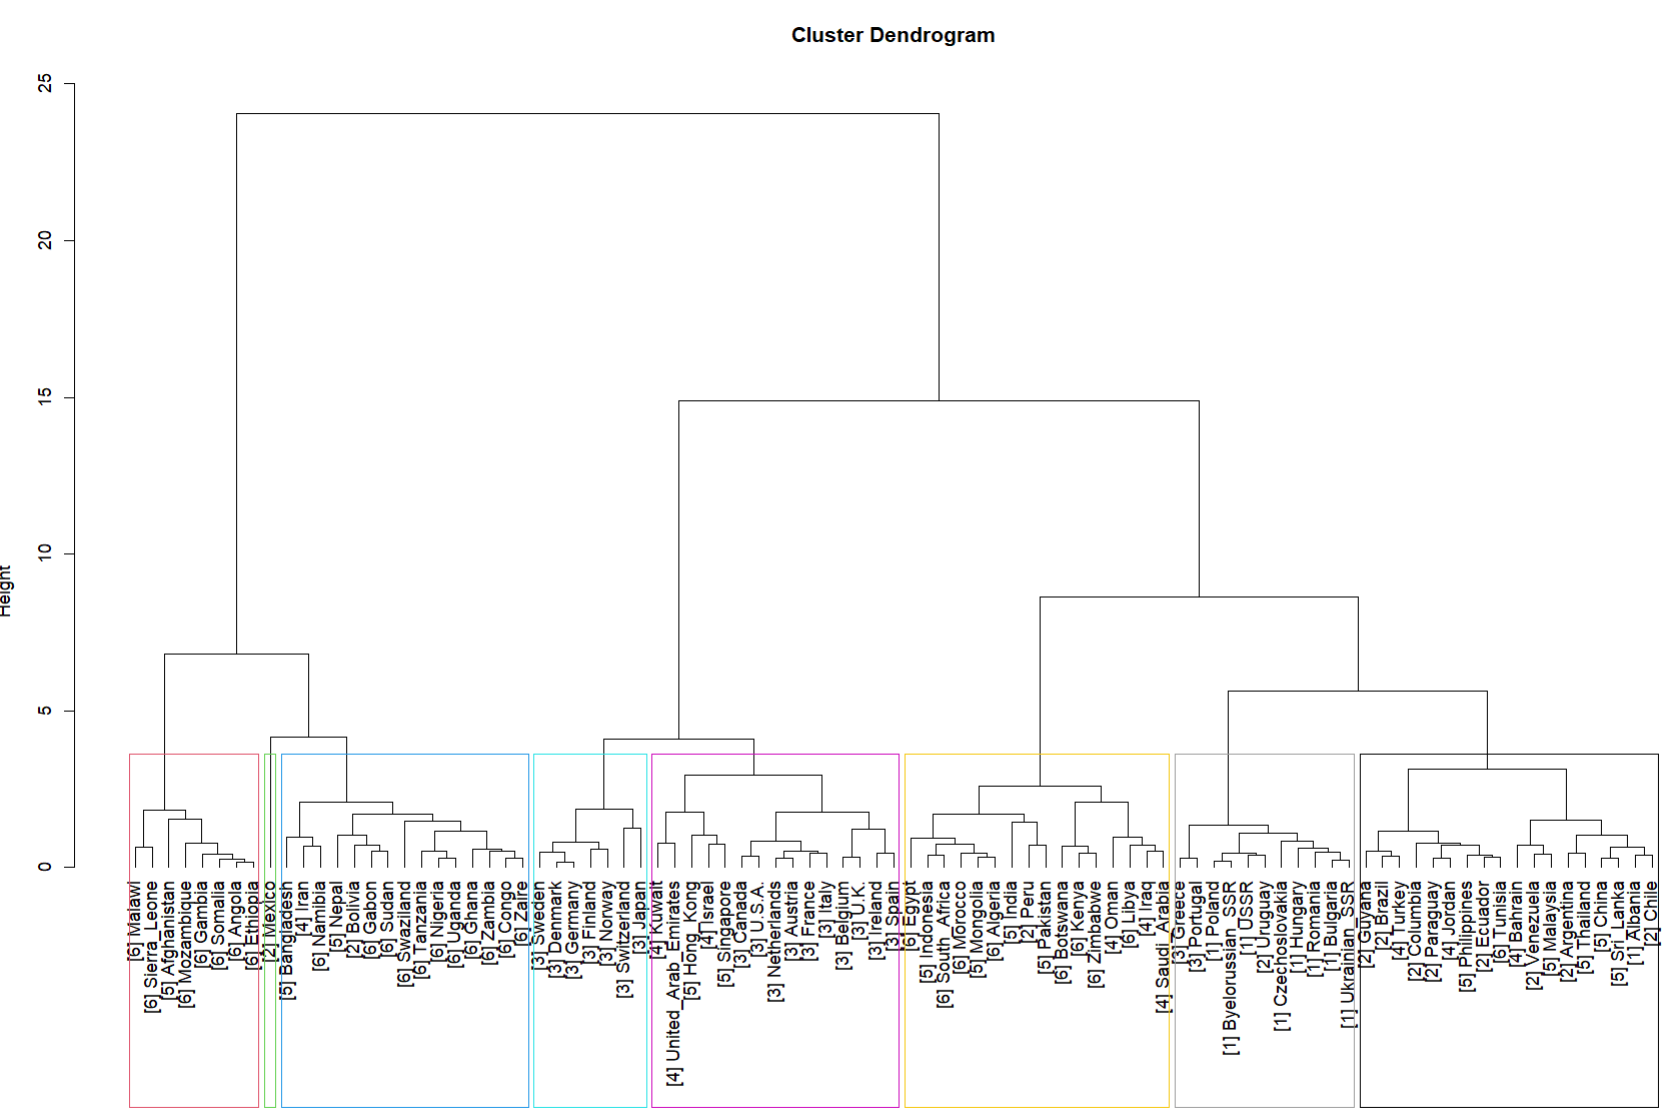 Cluster Dendrogram
Height
25
20
15
10
5
0
[6] Malawi
[6] Sierra_Leone
[5] Afghanistan
[6] Mozambique
[6] Gambia
[6] Somalia
[6] Angola
[6] Ethiopia
[2] Mexico
[5] Bangladesh
[4] Iran
[6] Namibia
[5] Nepal
[2] Bolivia
[6] Gabon
[6] Sudan
[6] Swaziland
[6] Tanzania
[6] Nigeria
[6] Uganda
[6] Ghana
[6] Zambia
[6] Congo
[6] Zaire
[3] Sweden
[3] Denmark
[3] Germany
[3] Finland
[3] Norway
[3] Switzerland
[3] Japan
[4] Kuwait
[4] United_Arab_Emirates
[5] Hong_Kong
[4] Israel
[5] Singapore
[3] Canada
[3] U.S.A.
[3] Netherlands
[3] Austria
[3] France
[3] Italy
[3] Belgium
[3] U.K.
[3] Ireland
[3] Spain
[6] Egypt
[5] Indonesia
[6] South_Africa
[6] Morocco
[5] Mongolia
[6] Algeria
[5] India
[2] Peru
[5] Pakistan
[6] Botswana
[6] Kenya
[6] Zimbabwe
[4] Oman
[6] Libya
[4] Iraq
[4] Saudi_Arabia
[3] Greece
[3] Portugal
[1] Poland
[1] Byelorussian_SSR
[1] USSR
[2] Uruguay
[1] Czechoslovakia
[1] Hungary
[1] Romania
[1] Bulgaria
[1] Ukrainian_SSR
[2] Guyana
[2] Brazil
[4] Turkey
[2] Columbia
[2] Paraguay
[4] Jordan
[5] Philippines
[2] Ecuador
[6] Tunisia
[4] Bahrain
[2] Venezuela
[5] Malaysia
[2] Argentina
[5] Thailand
[5] China
[5] Sri_Lanka
[1] Albania
[2] Chile